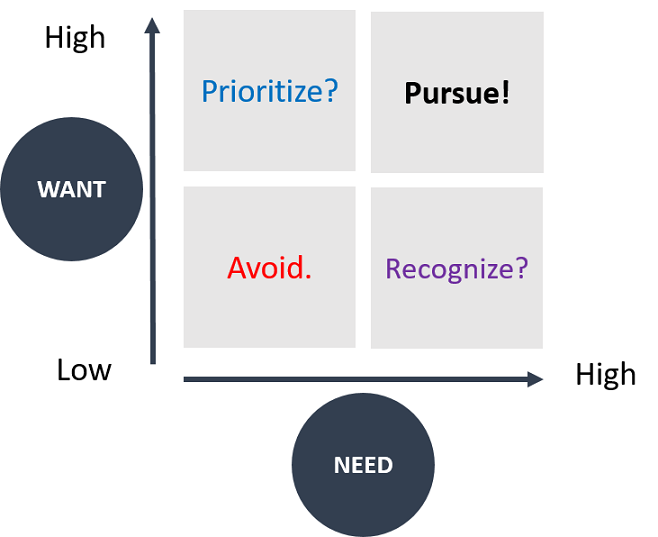 High
Prioritize?
Pursue!
WANT
Avoid.
Recognize?
Low
High
NEED